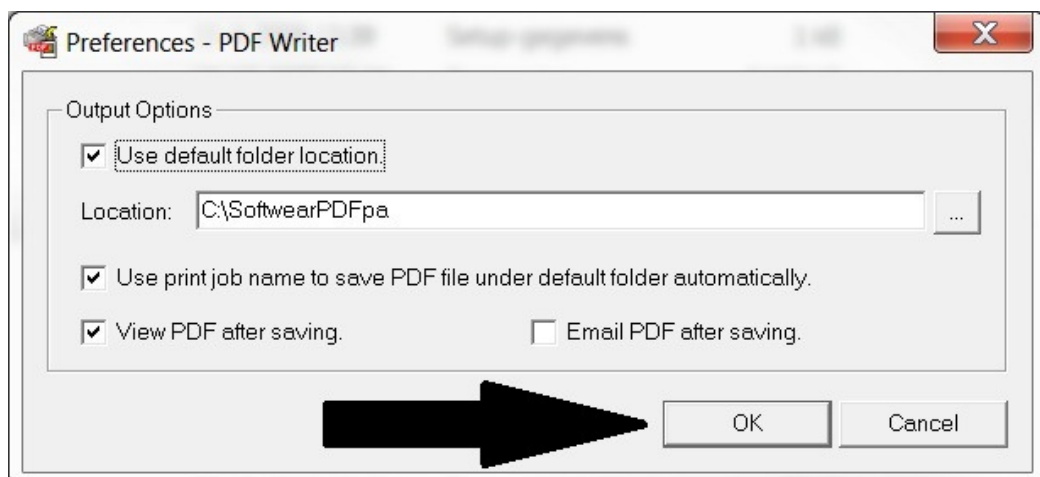 Preferences - PDF Writer
Output Options
Use default folder location.
Location: C:\SoftwearPDFpa ...
Use print job name to save PDF file under default folder automatically.
View PDF after saving. Email PDF after saving.
OK Cancel